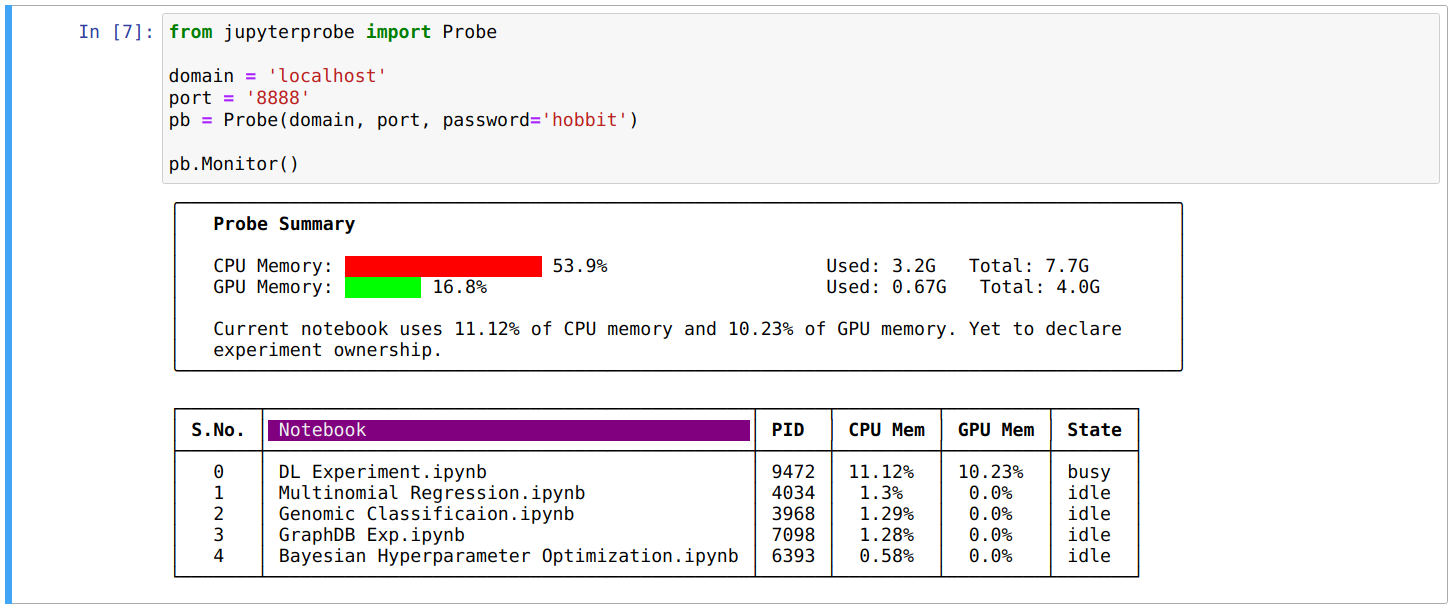 In [7]: from jupyterprobe import Probe
domain = 'localhost'
port = '8888'
pb = Probe(domain, port, password='hobbit')
pb.Monitor()
Probe Summary
CPU Memory: 53.9% Used: 3.2G Total: 7.7G
GPU Memory: 16.8% Used: 0.67G Total: 4.0G
Current notebook uses 11.12% of CPU memory and 10.23% of GPU memory. Yet to declare
experiment ownership.
S.No. Notebook PID CPU Mem GPU Mem State
0 DL Experiment.ipynb 9472 11.12% 10.23% busy
1 Multinomial Regression.ipynb 4034 1.3% 0.0% idle
2 Genomic Classificaion.ipynb 3968 1.29% 0.0% idle
3 GraphDB Exp.ipynb 7098 1.28% 0.0% idle
4 Bayesian Hyperparameter Optimization.ipynb 6393 0.58% 0.0% idle